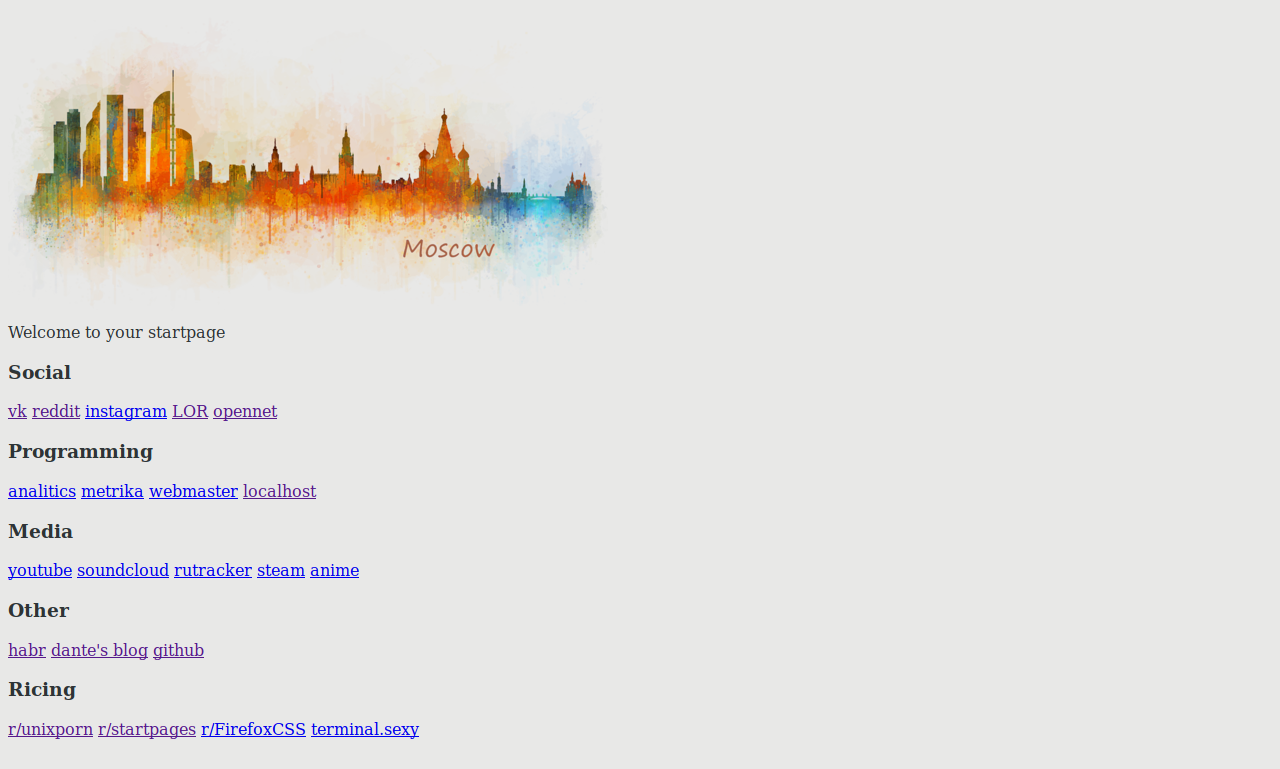 Moscow
Welcome to your startpage
Social
vk reddit instagram LOR opennet
Programming
analitics metrika webmaster localhost
Media
youtube soundcloud rutracker steam anime
Other
habr dante's blog github
Ricing
r/unixporn r/startpages r/FirefoxCSS terminal.sexy